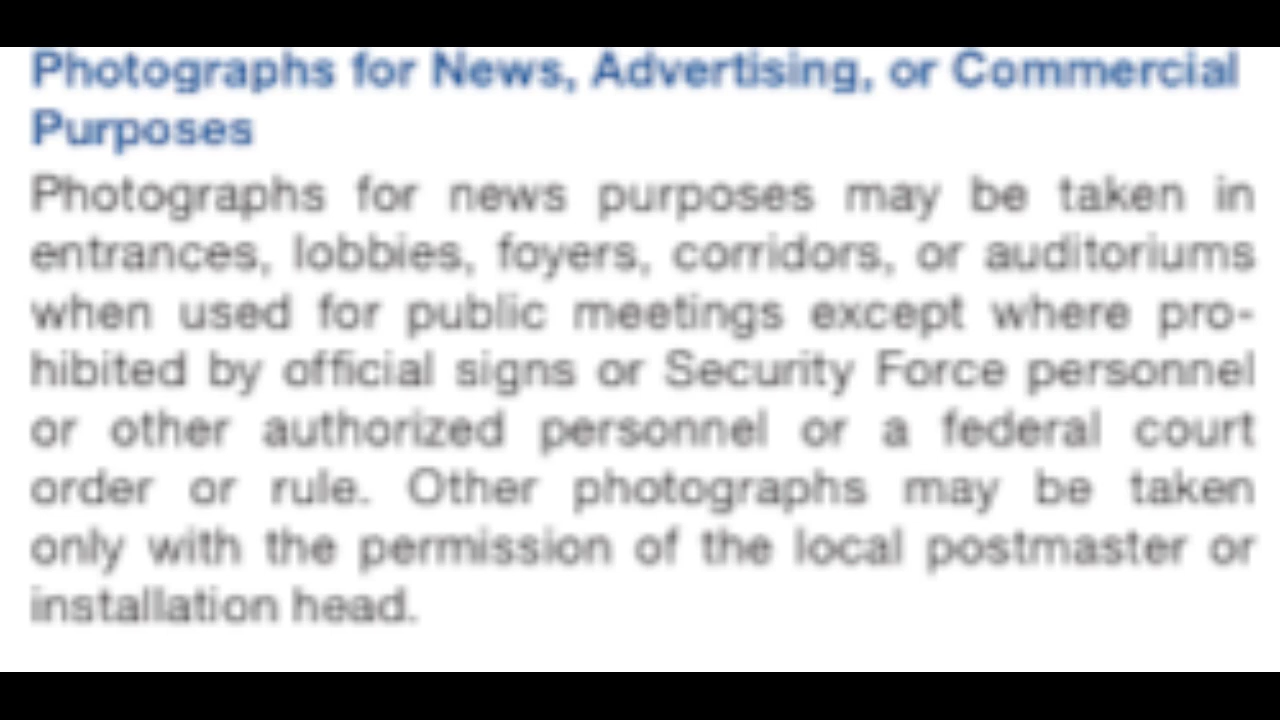 Photographs for News, Advertising, or Commercial
Purposes
Photographs for news purposes may be taken in
entrances, lobbies, foyers, corridors, or auditoriums
when used for public meetings except where pro-
hibited by official signs or Security Force personnel
or other authorized personnel or a federal court
order or rule. Other photographs may be taken
only with the permission of the local postmaster or
installation head.